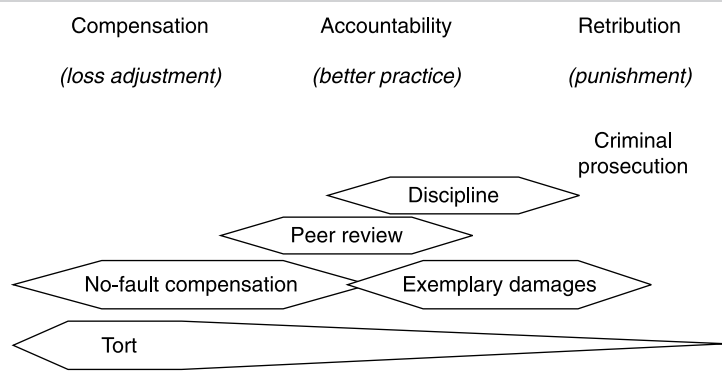 Compensation Accountability Retribution
(loss adjustment) (better practice) (punishment)
Criminal
prosecution
Discipline
Peer review
No-fault compensation Exemplary damages
Tort